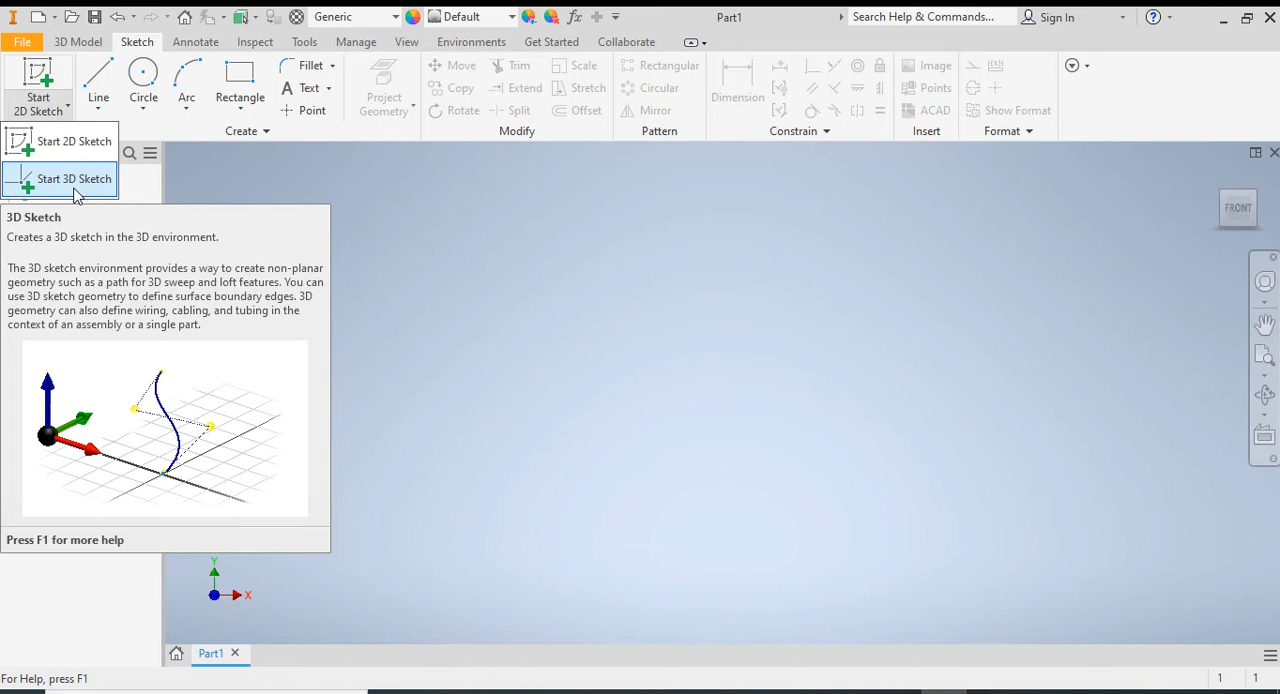 Generic
Default
Part1
Search Help & Commands...
Sign In
File
3D Model
Sketch
Annotate
Inspect
Tools
Manage
View
Environments
Get Started
Collaborate
Start
2D Sketch
Line
Circle
Arc
Rectangle
Fillet
Text
Point
Create
Project
Geometry
Move
Trim
Scale
Copy
Extend
Stretch
Rotate
Split
Offset
Modify
Rectangular
Circular
Mirror
Pattern
Dimension
Constrain
Image
Points
ACAD
Insert
Show Format
Format
Start 2D Sketch
Start 3D Sketch
3D Sketch
Creates a 3D sketch in the 3D environment.
The 3D sketch environment provides a way to create non-planar
geometry such as a path for 3D sweep and loft features. You can
use 3D sketch geometry to define surface boundary edges. 3D
geometry can also define wiring, cabling, and tubing in the
context of an assembly or a single part.
Press F1 for more help
FRONT
Y
X
Part1
For Help, press F1
1
1